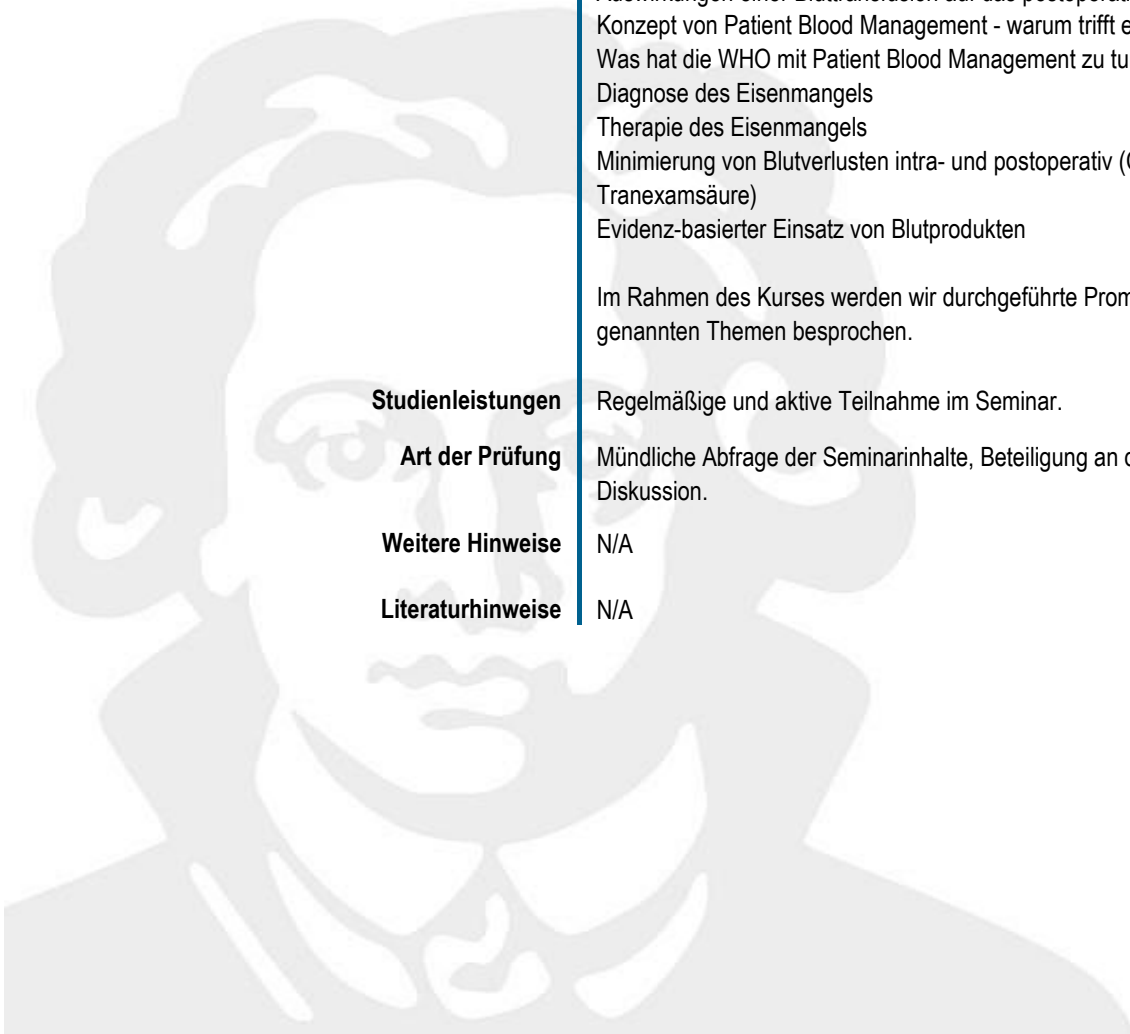 Konzept von Patient Blood Management - warum trifft e
Was hat die WHO mit Patient Blood Management zu tu
Diagnose des Eisenmangels
Therapie des Eisenmangels
Minimierung von Blutverlusten intra- und postoperativ (
Tranexamsäure)
Evidenz-basierter Einsatz von Blutprodukten
Im Rahmen des Kurses werden wir durchgeführte Prom
genannten Themen besprochen.
Studienleistungen Regelmäßige und aktive Teilnahme im Seminar.
Art der Prüfung Mündliche Abfrage der Seminarinhalte, Beteiligung an d
Diskussion.
Weitere Hinweise N/A
Literaturhinweise N/A